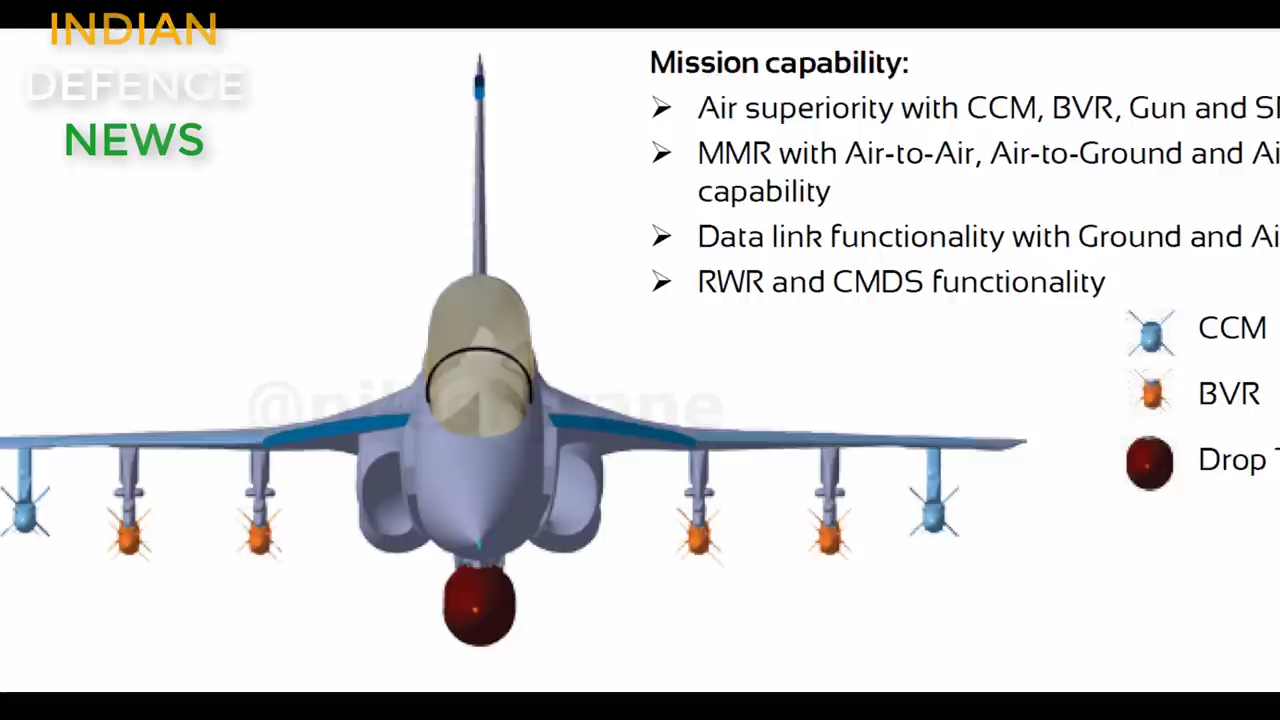 INDIAN
DEFENCE
NEWS
Mission capability:
Air superiority with CCM, BVR, Gun and
MMR with Air-to-Air, Air-to-Ground and
capability
Data link functionality with Ground and
RWR and CMDS functionality
CCM
BVR
Drop